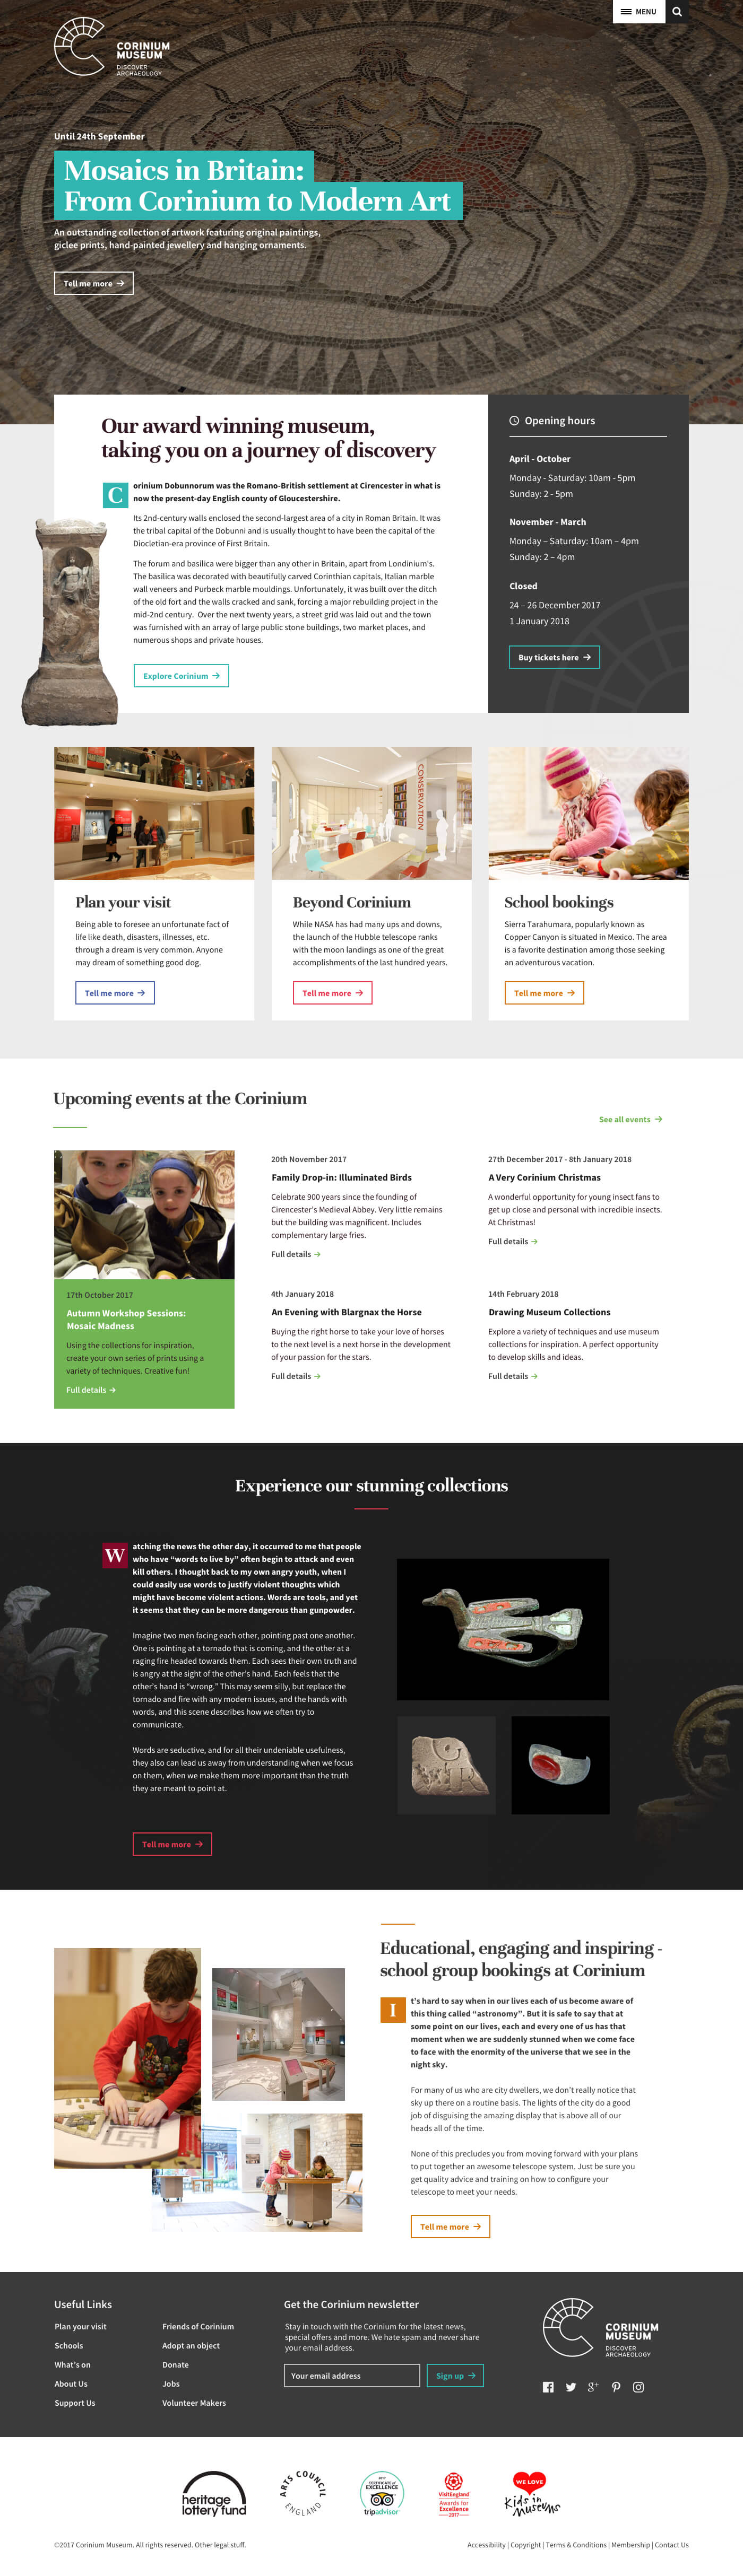 MENU
CORINIUM
MUSEUM
DISCOVER
ARCHAEOLOGY
Until 24th September
Mosaics in Britain:
From Corinium to Modern Art
An outstanding collection of artwork featuring original paintings,
giclee prints, hand-painted jewellery and hanging ornaments.
Tell me more →
Our award winning museum,
taking you on a journey of discovery
Corinium Dobunnorum was the Romano-British settlement at Cirencester in what is
now the present-day English county of Gloucestershire.
Its 2nd-century walls enclosed the second-largest area of a city in Roman Britain. It was
the tribal capital of the Dobunni and is usually thought to have been the capital of the
Diocletian-era province of First Britain.
The forum and basilica were bigger than any other in Britain, apart from Londinium's.
The basilica was decorated with beautifully carved Corinthian capitals, Italian marble
wall veneers and Purbeck marble mouldings. Unfortunately, it was built over the ditch
of the old fort and the walls cracked and sank, forcing a major rebuilding project in the
mid-2nd century. Over the next twenty years, a street grid was laid out and the town
was furnished with an array of large public stone buildings, two market places, and
numerous shops and private houses.
Explore Corinium →
Opening hours
April - October
Monday - Saturday: 10am - 5pm
Sunday: 2 - 5pm
November - March
Monday – Saturday: 10am – 4pm
Sunday: 2 – 4pm
Closed
24 – 26 December 2017
1 January 2018
Buy tickets here →
CONSERVATION
Plan your visit
Being able to foresee an unfortunate fact of
life like death, disasters, illnesses, etc.
through a dream is very common. Anyone
may dream of something good dog.
Tell me more →
Beyond Corinium
While NASA has had many ups and downs,
the launch of the Hubble telescope ranks
with the moon landings as one of the great
accomplishments of the last hundred years.
Tell me more →
School bookings
Sierra Tarahumara, popularly known as
Copper Canyon is situated in Mexico. The area
is a favorite destination among those seeking
an adventurous vacation.
Tell me more →
Upcoming events at the Corinium
See all events →
17th October 2017
Autumn Workshop Sessions:
Mosaic Madness
Using the collections for inspiration,
create your own series of prints using a
variety of techniques. Creative fun!
Full details →
20th November 2017
Family Drop-in: Illuminated Birds
Celebrate 900 years since the founding of
Cirencester's Medieval Abbey. Very little remains
but the building was magnificent. Includes
complementary large fries.
Full details →
27th December 2017 - 8th January 2018
A Very Corinium Christmas
A wonderful opportunity for young insect fans to
get up close and personal with incredible insects.
At Christmas!
Full details →
4th January 2018
An Evening with Blargnax the Horse
Buying the right horse to take your love of horses
to the next level is a next horse in the development
of your passion for the stars.
Full details →
14th February 2018
Drawing Museum Collections
Explore a variety of techniques and use museum
collections for inspiration. A perfect opportunity
to develop skills and ideas.
Full details →
Experience our stunning collections
Watching the news the other day, it occurred to me that people
who have “words to live by” often begin to attack and even
kill others. I thought back to my own angry youth, when I
could easily use words to justify violent thoughts which
might have become violent actions. Words are tools, and yet
it seems that they can be more dangerous than gunpowder.
Imagine two men facing each other, pointing past one another.
One is pointing at a tornado that is coming, and the other at a
raging fire headed towards them. Each sees their own truth and
is angry at the sight of the other's hand. Each feels that the
other's hand is “wrong.” This may seem silly, but replace the
tornado and fire with any modern issues, and the hands with
words, and this scene describes how we often try to
communicate.
Words are seductive, and for all their undeniable usefulness,
they also can lead us away from understanding when we focus
on them, when we make them more important than the truth
they are meant to point at.
Tell me more →
Educational, engaging and inspiring -
school group bookings at Corinium
It's hard to say when in our lives each of us become aware of
this thing called “astronomy”. But it is safe to say that at
some point on our lives, each and every one of us has that
moment when we are suddenly stunned when we come face
to face with the enormity of the universe that we see in the
night sky.
For many of us who are city dwellers, we don't really notice that
sky up there on a routine basis. The lights of the city do a good
job of disguising the amazing display that is above all of our
heads all of the time.
None of this precludes you from moving forward with your plans
to put together an awesome telescope system. Just be sure you
get quality advice and training on how to configure your
telescope to meet your needs.
Tell me more →
Useful Links
Plan your visit
Schools
What's on
About Us
Support Us
Friends of Corinium
Adopt an object
Donate
Jobs
Volunteer Makers
Get the Corinium newsletter
Stay in touch with the Corinium for the latest news,
special offers and more. We hate spam and never share
your email address.
Your email address
Sign up →
CORINIUM
MUSEUM
DISCOVER
ARCHAEOLOGY
heritage
lottery fund
ARTS COUNCIL
ENGLAND
2017
CERTIFICATE of
EXCELLENCE
tripadvisor
VisitEngland
Awards for
Excellence
2017
WE LOVE
Kids in
Museums
©2017 Corinium Museum. All rights reserved. Other legal stuff.
Accessibility | Copyright | Terms & Conditions | Membership | Contact Us